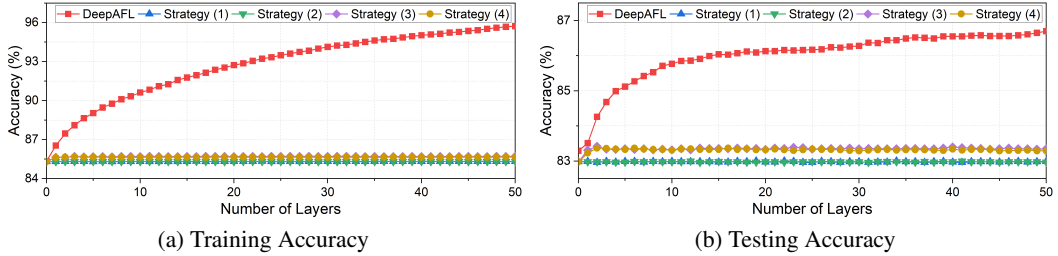 DeepAFL Strategy (1) Strategy (2) Strategy (3) Strategy (4)
96
93
90
87
84
Accuracy (%)
0 10 20 30 40 50
Number of Layers
(a) Training Accuracy
DeepAFL Strategy (1) Strategy (2) Strategy (3) Strategy (4)
87
85
83
Accuracy (%)
0 10 20 30 40 50
Number of Layers
(b) Testing Accuracy